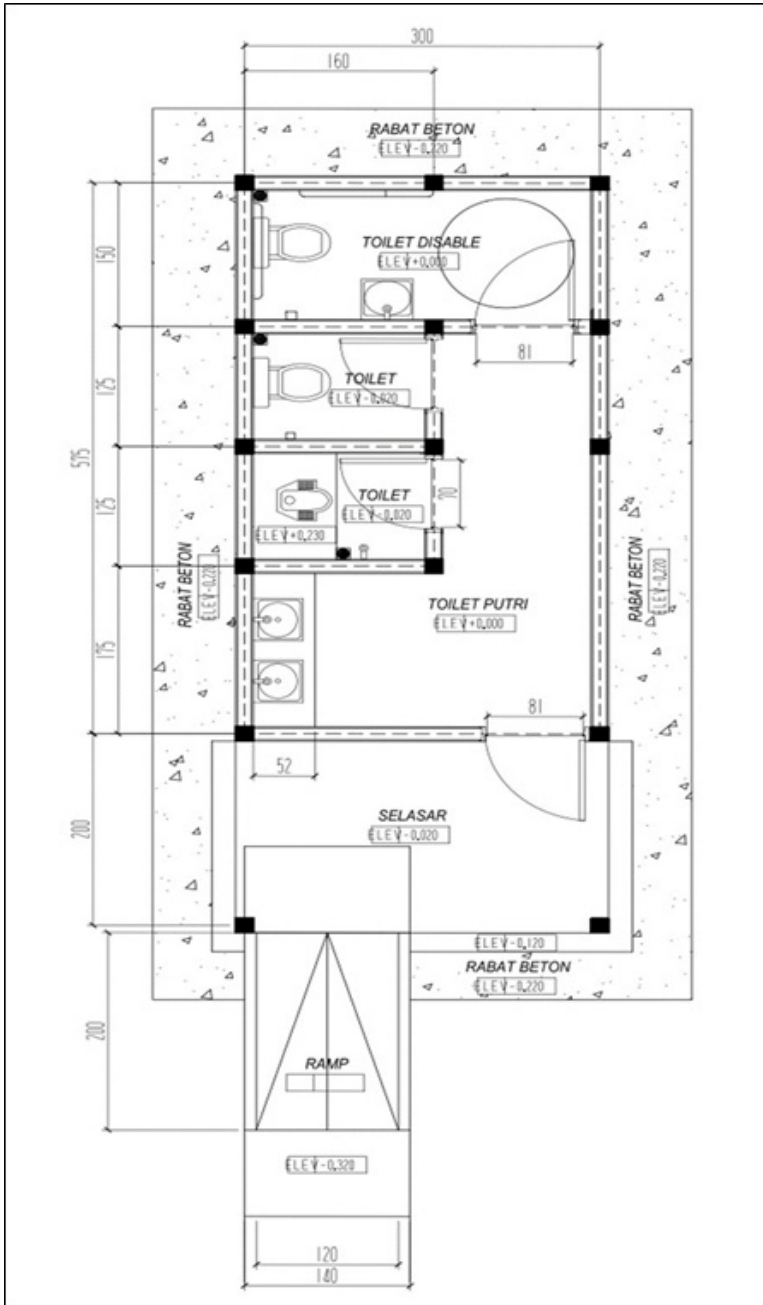 300
160
RABAT BETON
ELEV-0.220
150
TOILET DISABLE
ELEV+0.000
81
125
TOILET
ELEV-0.020
575
125
TOILET
ELEV-0.020
70
ELEV+0.230
RABAT BETON
ELEV-0.220
RABAT BETON
ELEV-0.220
TOILET PUTRI
ELEV+0.000
175
81
52
SELASAR
ELEV-0.020
200
ELEV-0.120
RABAT BETON
ELEV-0.220
200
RAMP
ELEV-0.320
120
140